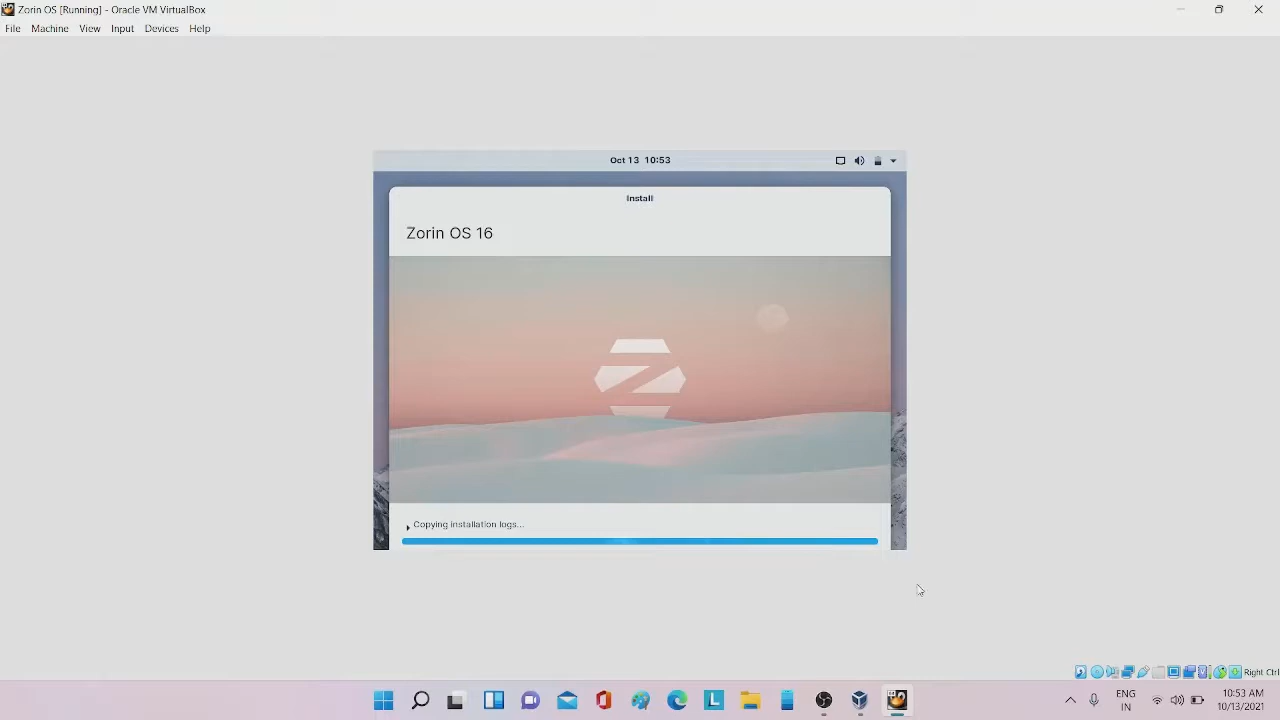 Zorin OS [Running] - Oracle VM VirtualBox
File Machine View Input Devices Help
Oct 13 10:53
Install
Zorin OS 16
Copying installation logs...
Right Ctrl
ENG
IN
10:53 AM
10/13/2021